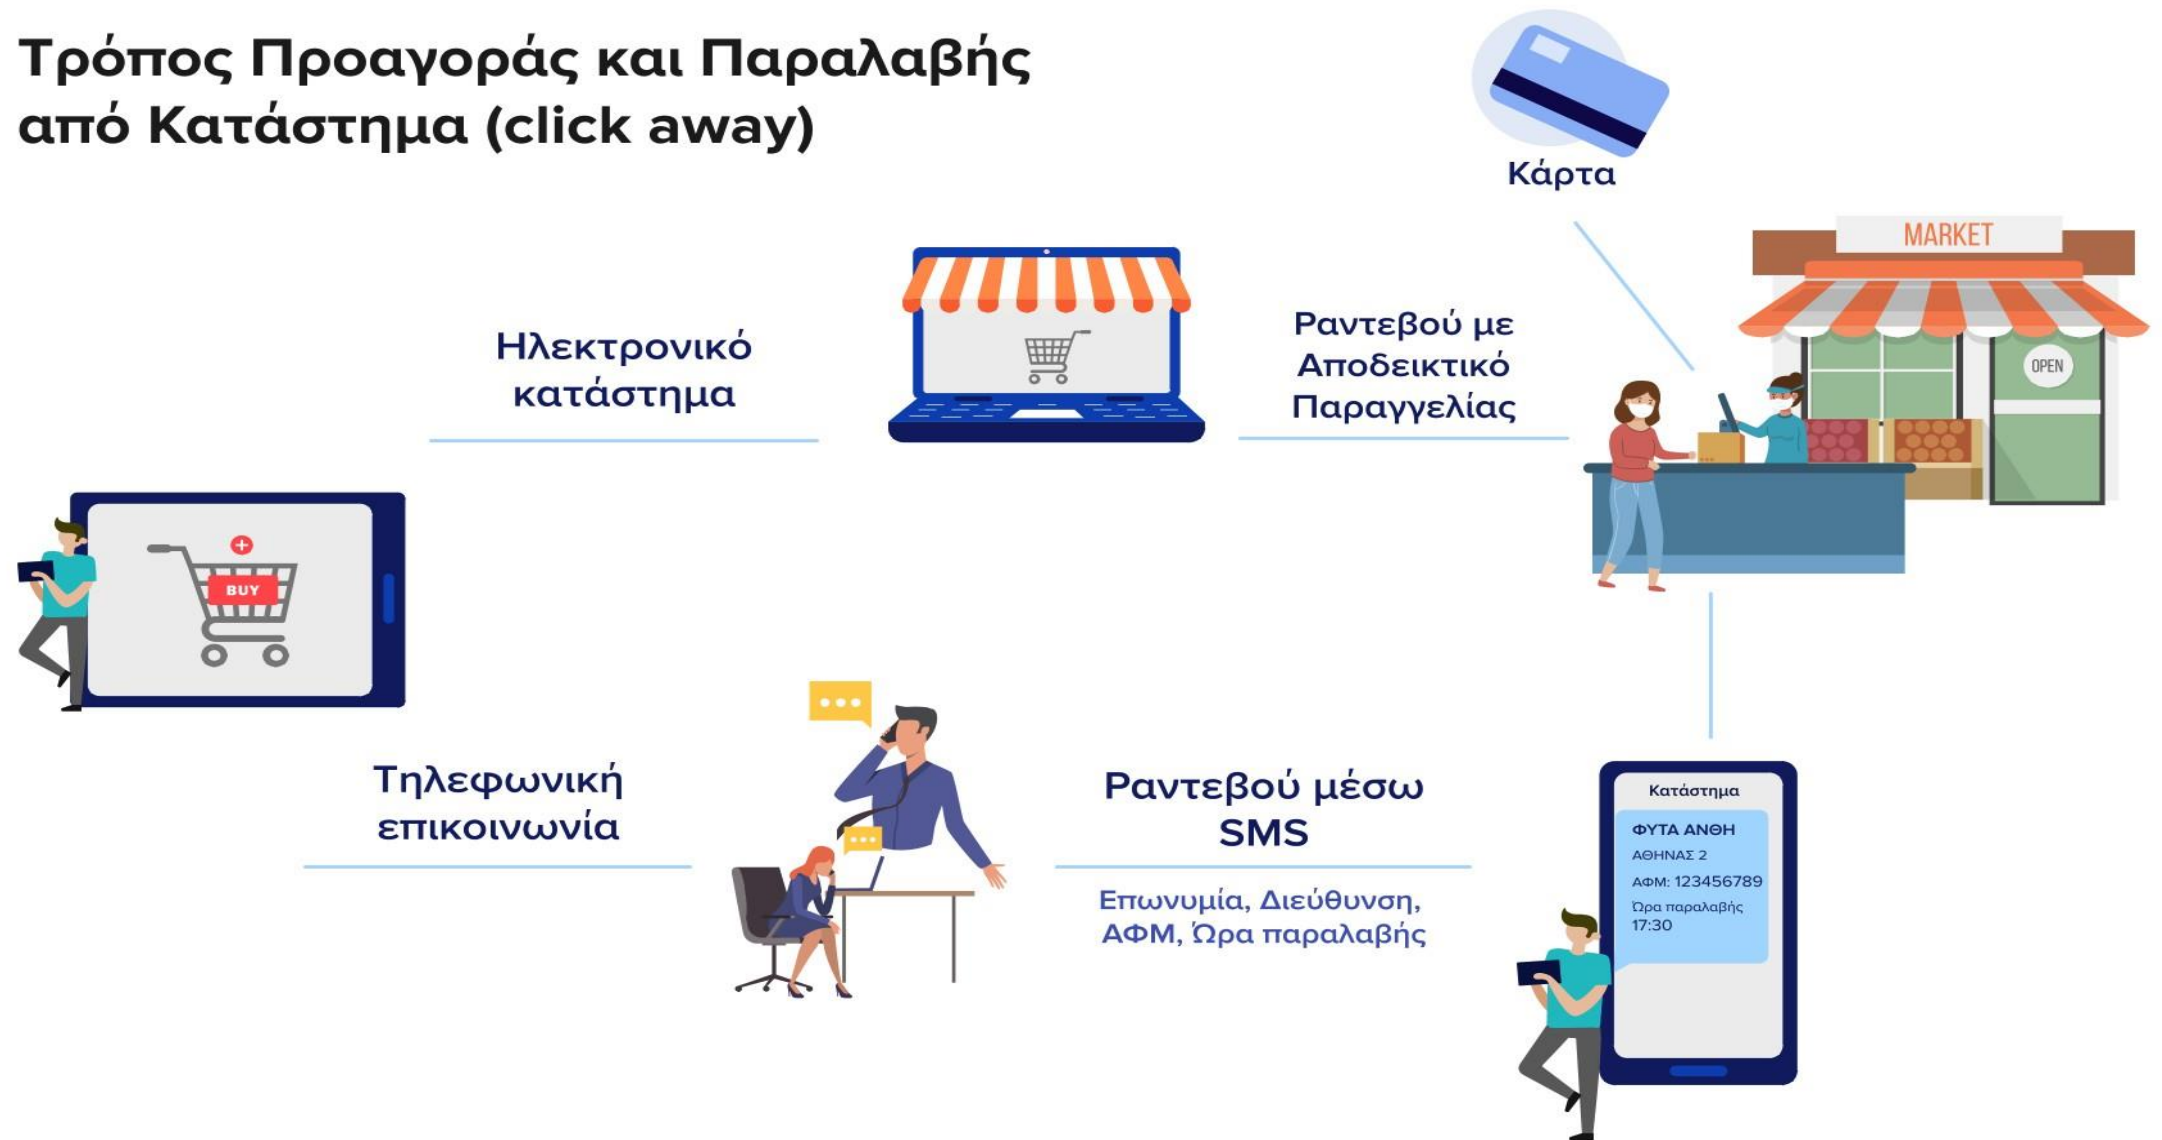 Τρόπος Προαγοράς και Παραλαβής
από Κατάστημα (click away)
Κάρτα
MARKET
OPEN
Ηλεκτρονικό
κατάστημα
Ραντεβού με
Αποδεικτικό
Παραγγελίας
BUY
Τηλεφωνική
επικοινωνία
Ραντεβού μέσω
SMS
Επωνυμία, Διεύθυνση,
ΑΦΜ, Ώρα παραλαβής
Κατάστημα
ΦΥΤΑ ΑΝΘΗ
ΑΘΗΝΑΣ 2
ΑΦΜ: 123456789
Ώρα παραλαβής
17:30